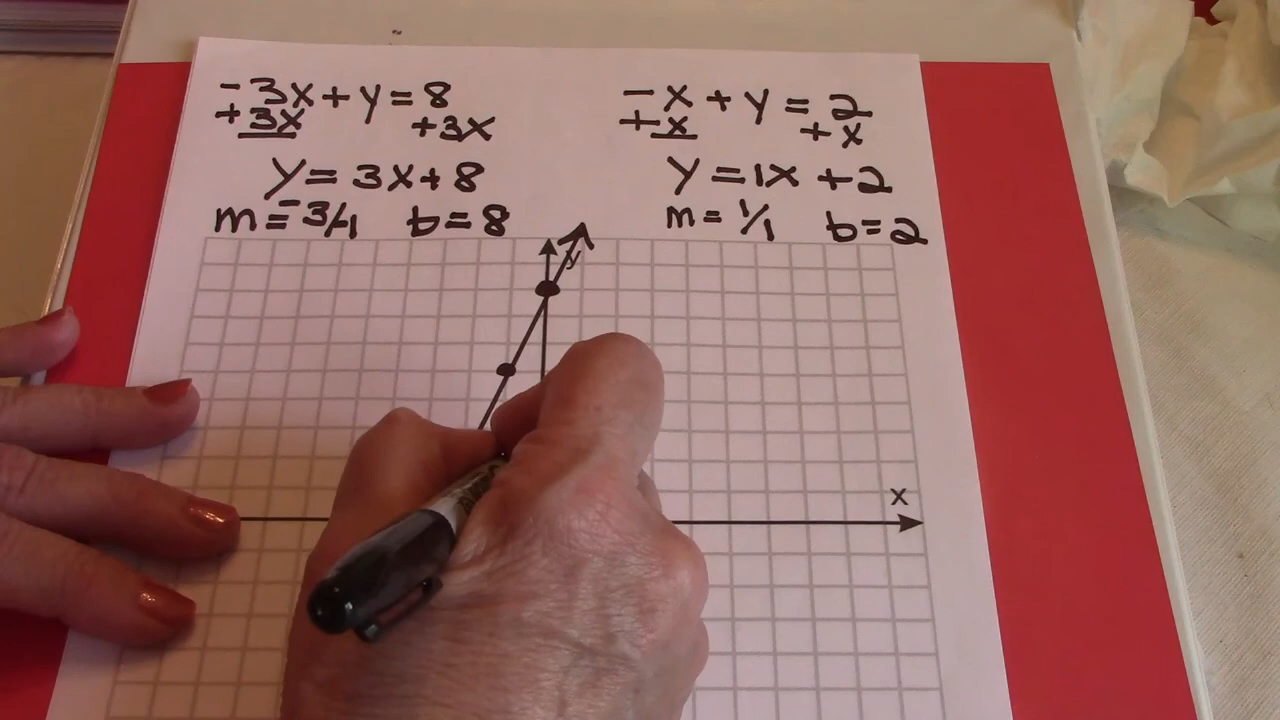 -3x + y = 8
+3x +3x
y = 3x + 8
m = -3/-1 b = 8
-x + y = 2
+x +x
y = 1x + 2
m = 1/1 b = 2
y
x